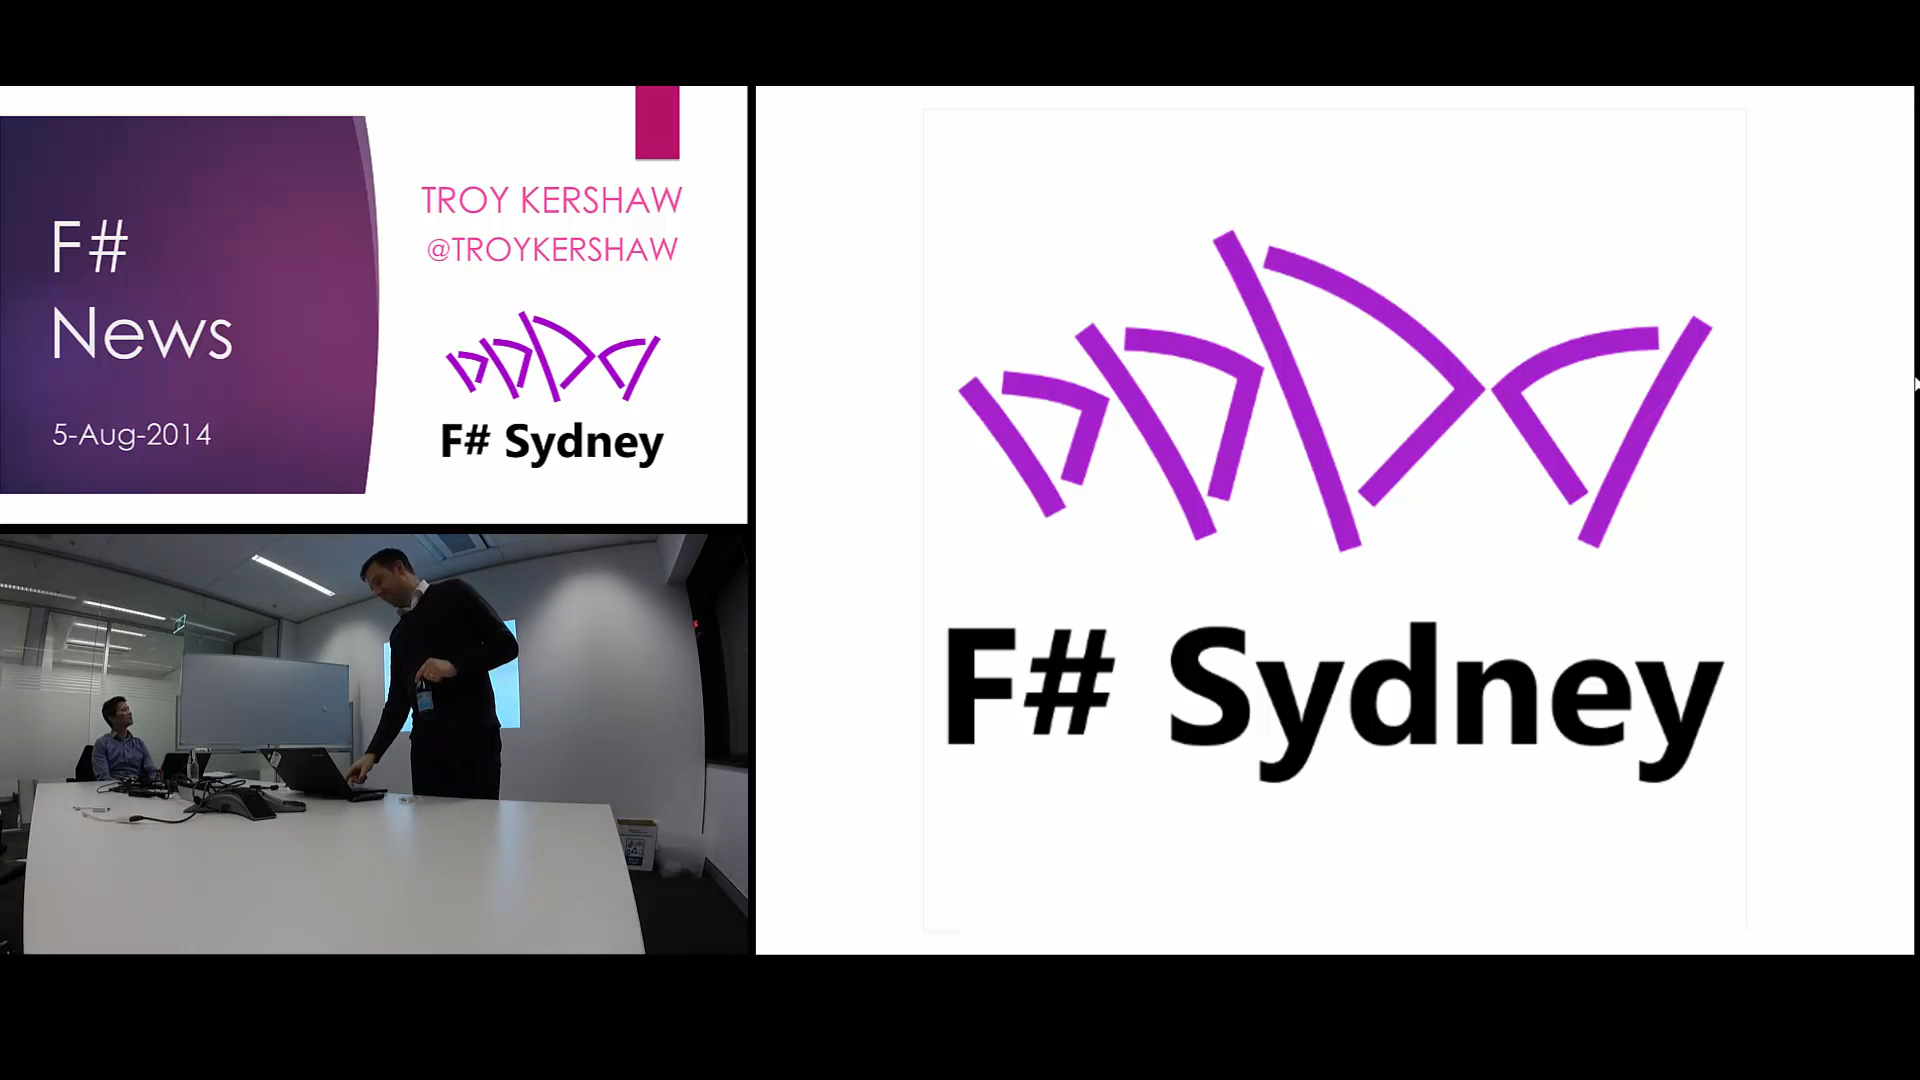 F#
News
5-Aug-2014
TROY KERSHAW
@TROYKERSHAW
F# Sydney
F# Sydney